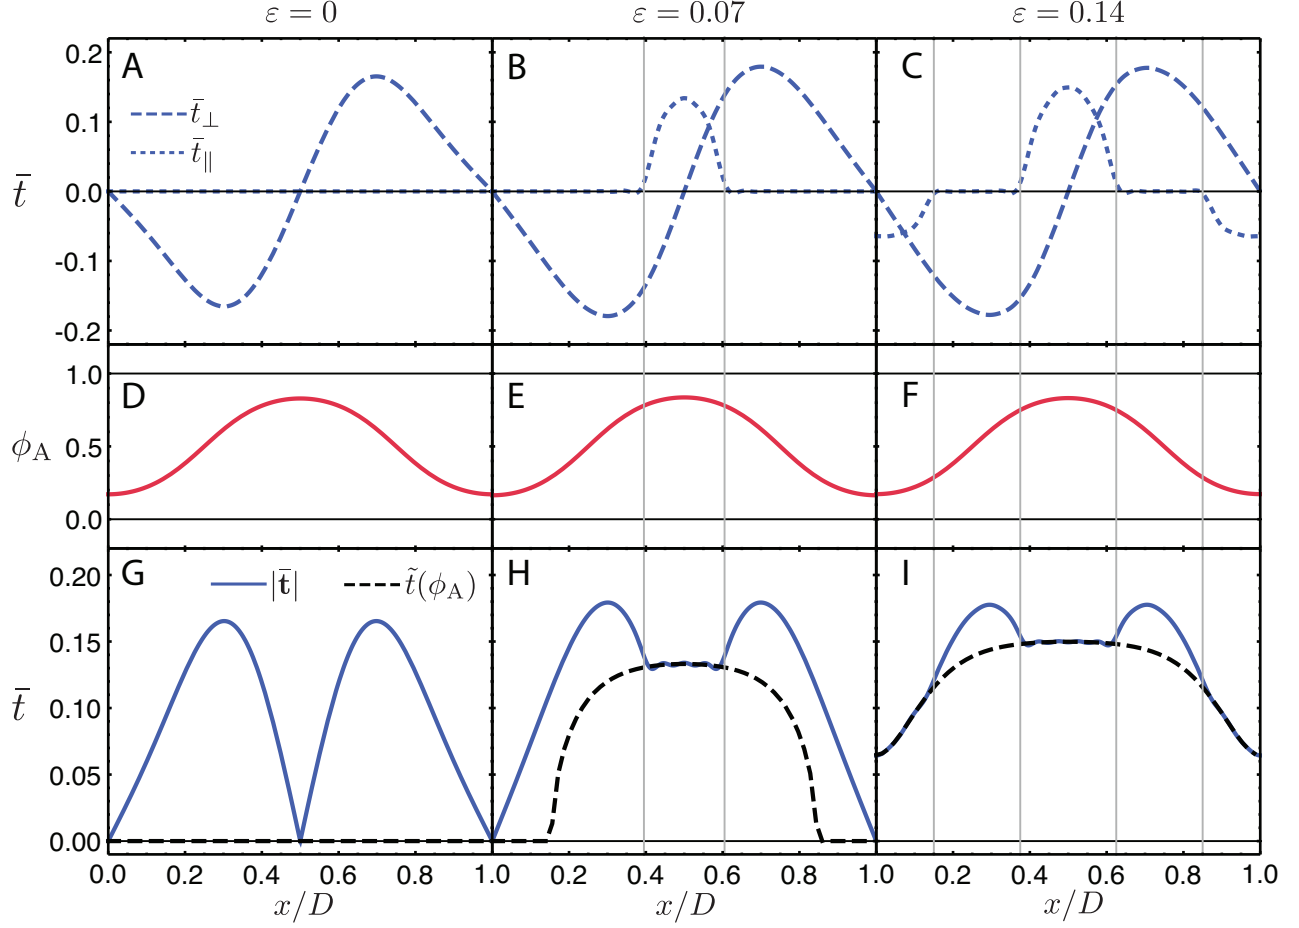 ε = 0 ε = 0.07 ε = 0.14
A B C
0.2
t̄⊥
0.1
t̄∥
t̄ 0.0
-0.1
-0.2
D E F
1.0
ϕA 0.5
0.0
G |t̄| t̃(ϕA) H I
0.20
0.15
t̄ 0.10
0.05
0.00
0.0 0.2 0.4 0.6 0.8 1.0 0.2 0.4 0.6 0.8 1.0 0.2 0.4 0.6 0.8 1.0
x/D x/D x/D